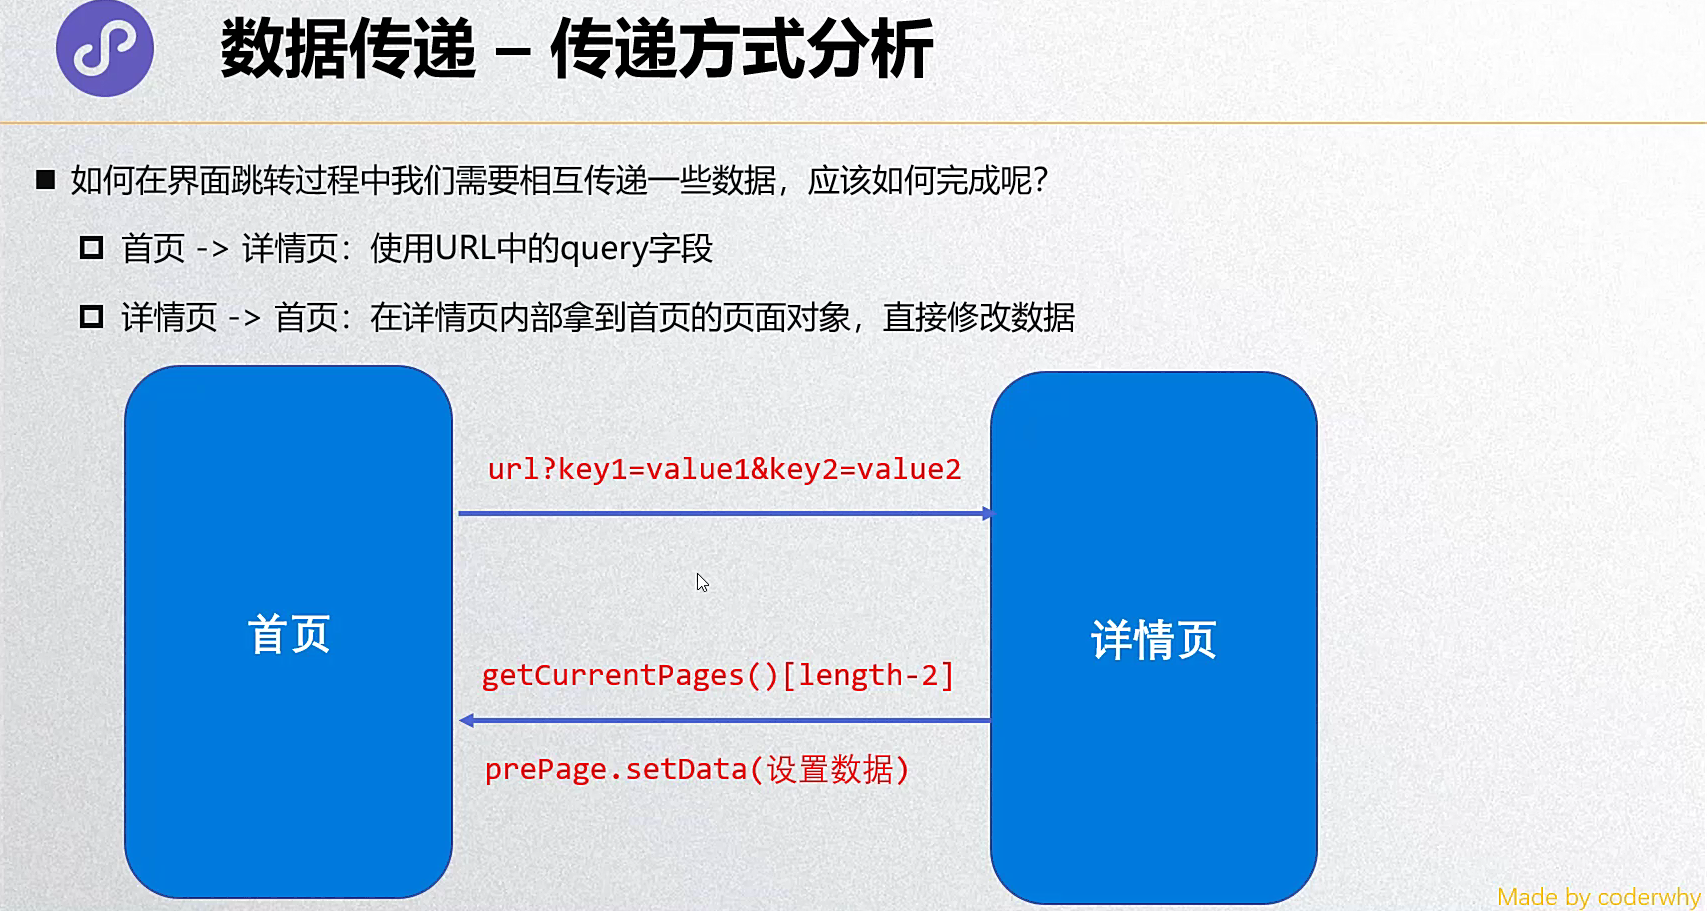 数据传递 – 传递方式分析
如何在界面跳转过程中我们需要相互传递一些数据，应该如何完成呢？
首页 -> 详情页：使用URL中的query字段
详情页 -> 首页：在详情页内部拿到首页的页面对象，直接修改数据
url?key1=value1&key2=value2
首页
详情页
getCurrentPages()[length-2]
prePage.setData(设置数据)
Made by coderwhy